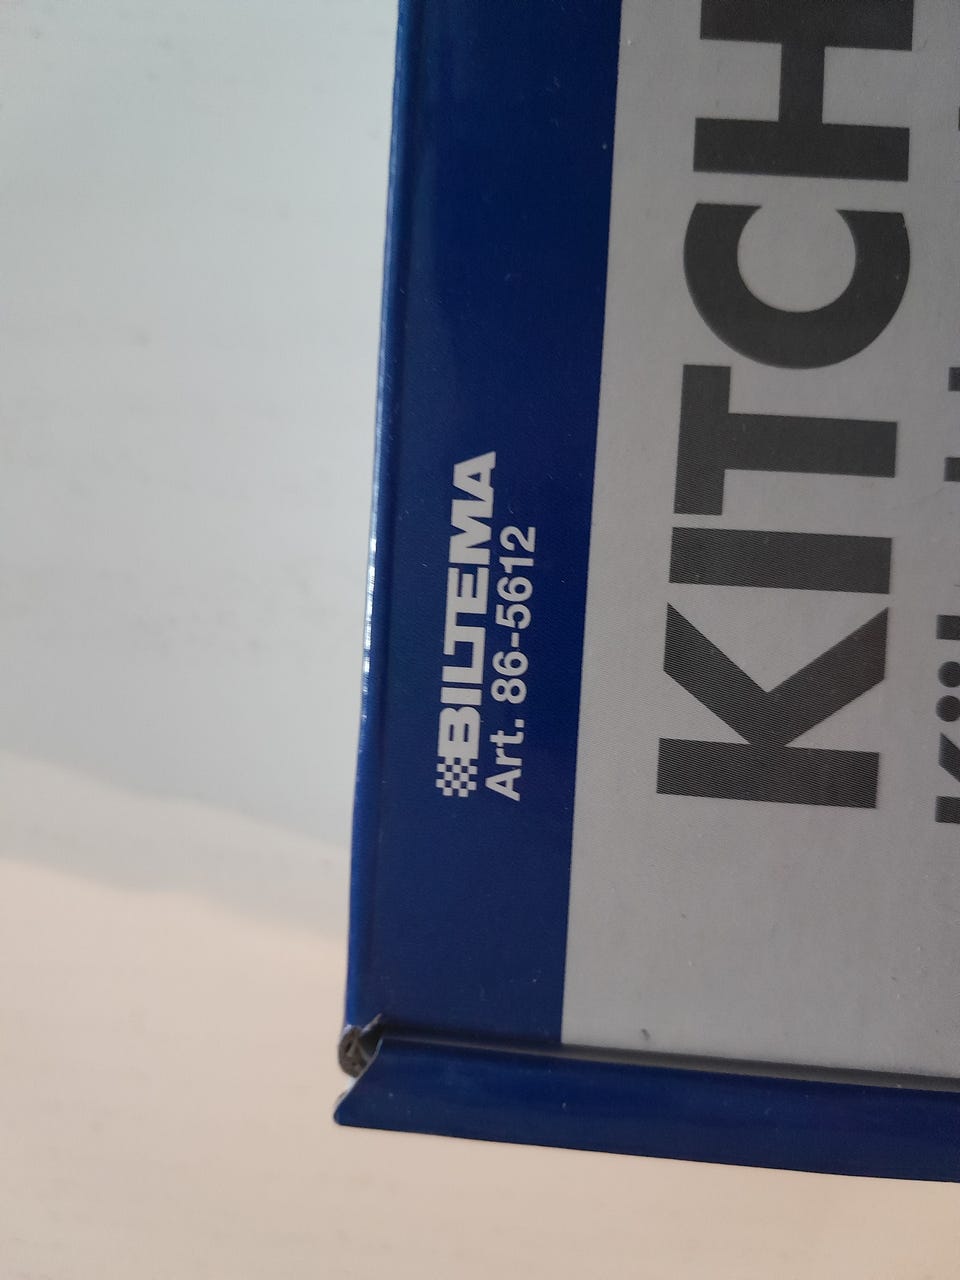 BILTEMA
Art. 86-5612
KITCH